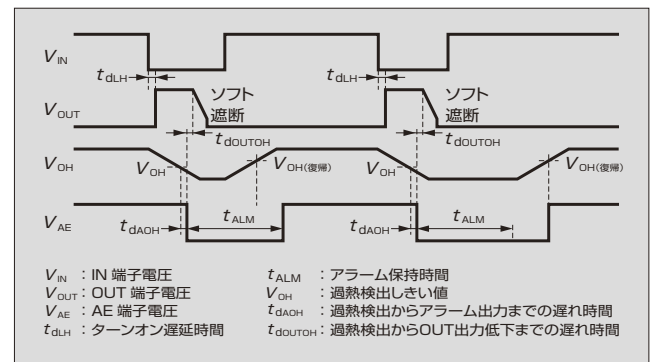 VIN
tdLH
tdLH
ソフト
遮断
ソフト
遮断
VOUT
tdOUTOH
tdOUTOH
VOH
VOH
VOH(復帰)
VOH
VOH(復帰)
VAE
tdAOH
tALM
tdAOH
tALM
VIN : IN 端子電圧
VOUT : OUT 端子電圧
VAE : AE 端子電圧
tdLH : ターンオン遅延時間
tALM : アラーム保持時間
VOH : 過熱検出しきい値
tdAOH : 過熱検出からアラーム出力までの遅れ時間
tdOUTOH : 過熱検出からOUT出力低下までの遅れ時間